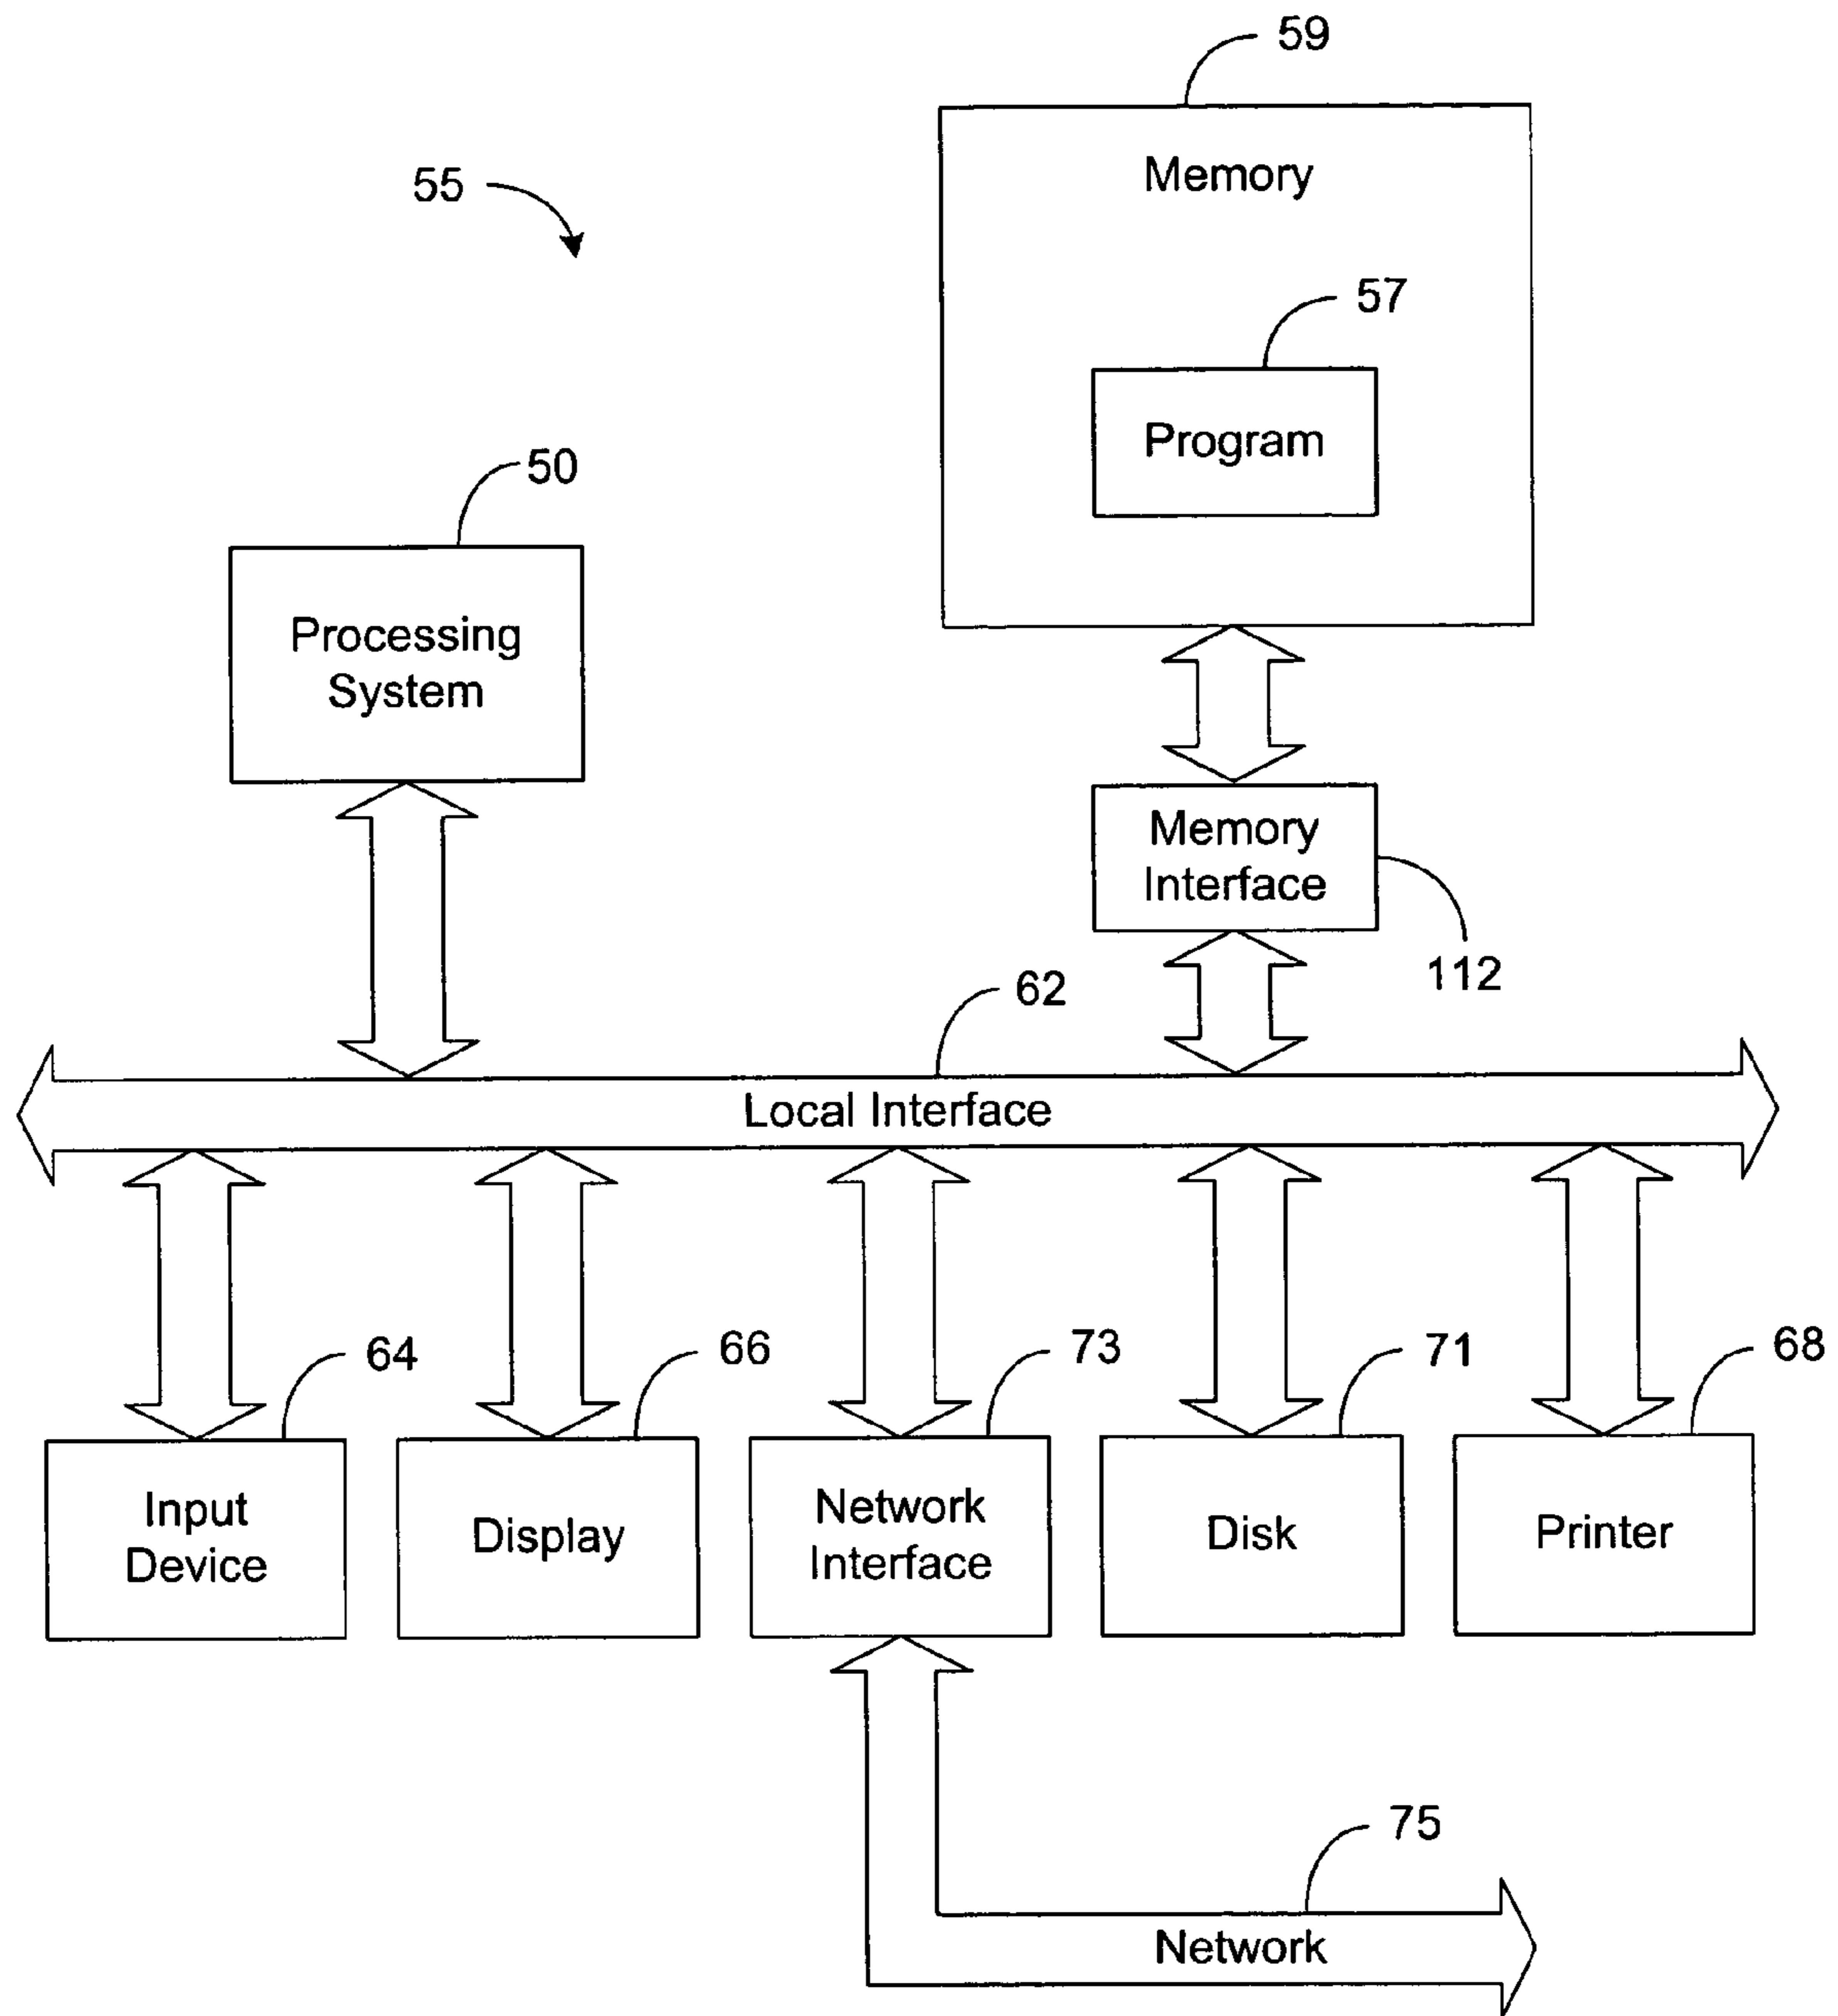 59
Memory
55
57
Program
50
Processing
System
Memory
Interface
112
62
Local Interface
64
66
73
71
68
Input
Device
Display
Network
Interface
Disk
Printer
75
Network